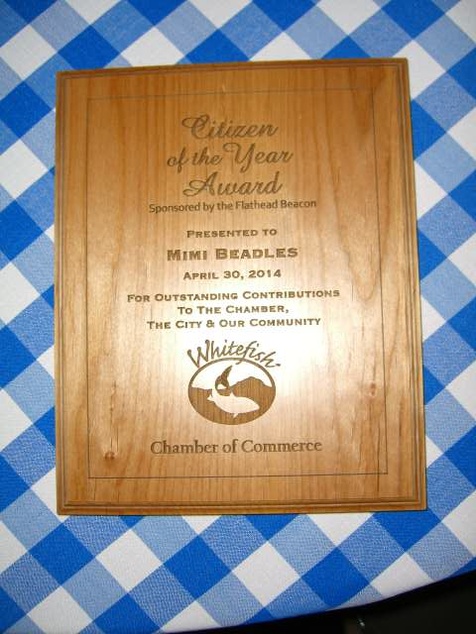 Citizen
of the Year
Award
Sponsored by the Flathead Beacon
PRESENTED TO
MIMI BEADLES
APRIL 30, 2014
FOR OUTSTANDING CONTRIBUTIONS
TO THE CHAMBER,
THE CITY & OUR COMMUNITY
Whitefish
Chamber of Commerce